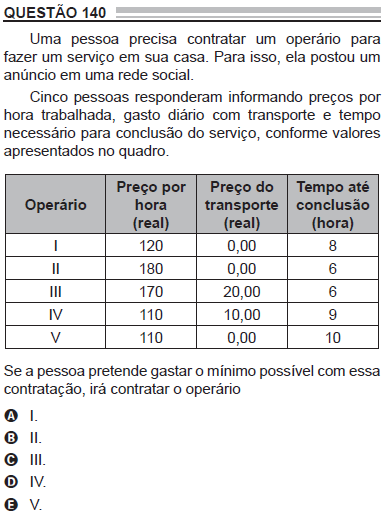 QUESTÃO 140
Uma pessoa precisa contratar um operário para
fazer um serviço em sua casa. Para isso, ela postou um
anúncio em uma rede social.
Cinco pessoas responderam informando preços por
hora trabalhada, gasto diário com transporte e tempo
necessário para conclusão do serviço, conforme valores
apresentados no quadro.
Operário Preço por hora (real) Preço do transporte (real) Tempo até conclusão (hora)
I 120 0,00 8
II 180 0,00 6
III 170 20,00 6
IV 110 10,00 9
V 110 0,00 10
Se a pessoa pretende gastar o mínimo possível com essa
contratação, irá contratar o operário
A I.
B II.
C III.
D IV.
E V.